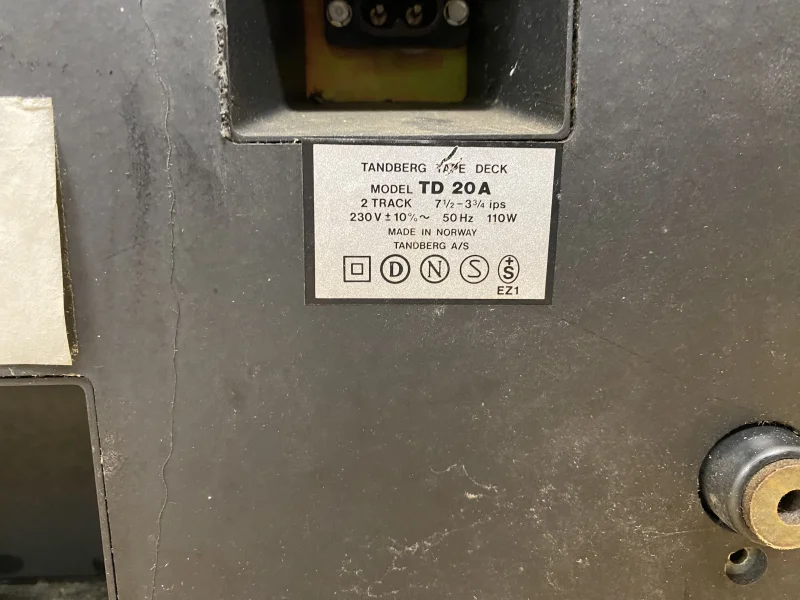 TANDBERG TAPE DECK
MODEL TD 20A
2 TRACK 7½–3¾ ips
230V ± 10%~ 50Hz 110W
MADE IN NORWAY
TANDBERG A/S
D N S +S
EZ1